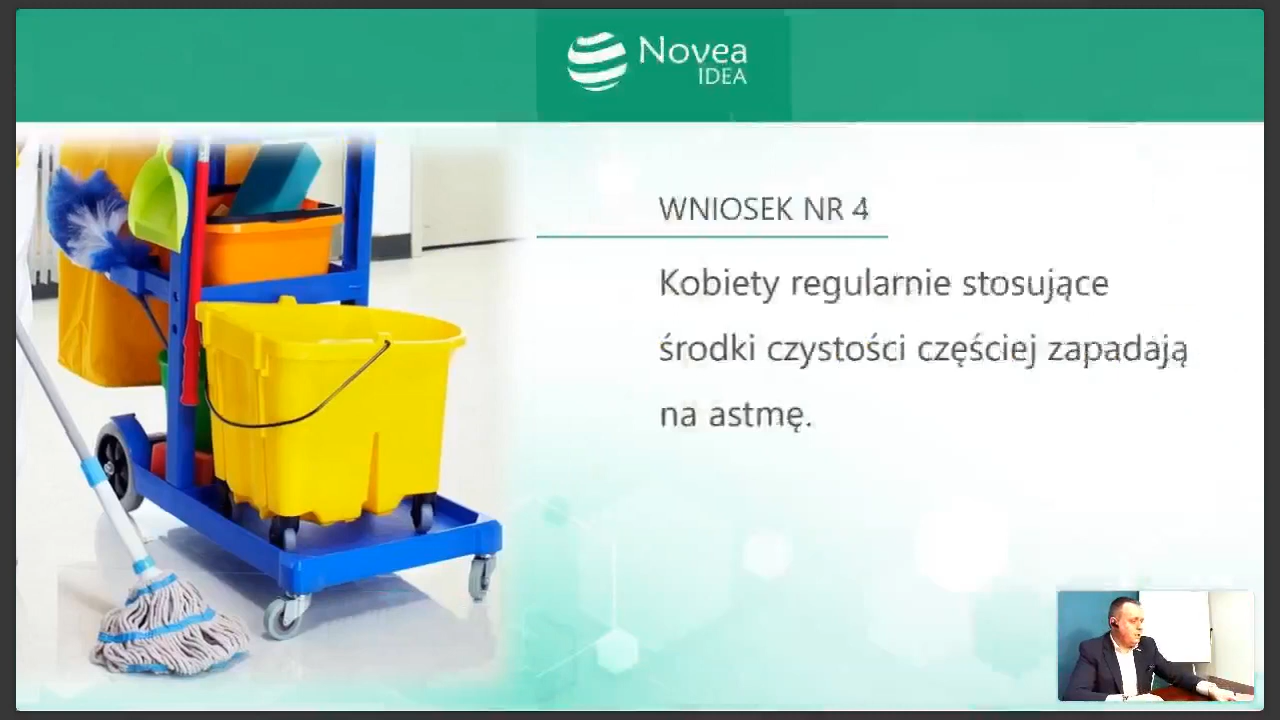 Novea
IDEA
WNIOSEK NR 4
Kobiety regularnie stosujące
środki czystości częściej zapadają
na astmę.